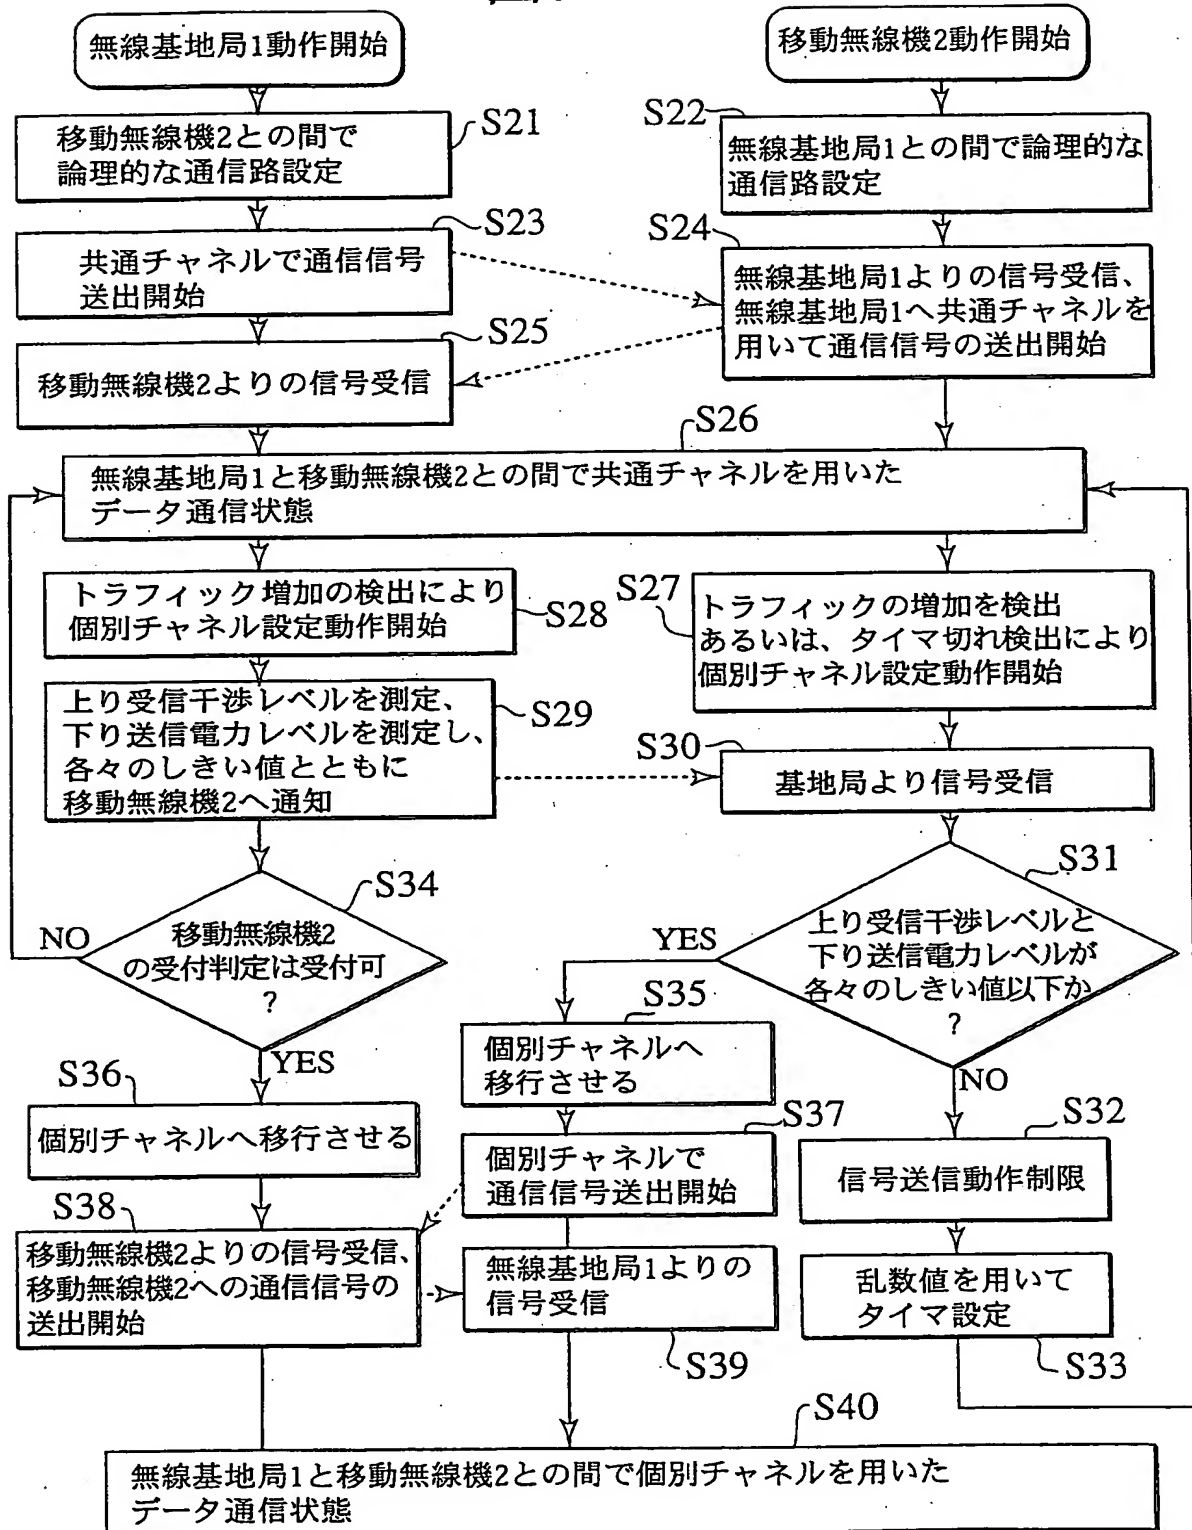 無線基地局1動作開始
移動無線機2動作開始
S21
移動無線機2との間で
論理的な通信路設定
S22
無線基地局1との間で論理的な
通信路設定
S23
共通チャネルで通信信号
送出開始
S24
無線基地局1よりの信号受信、
無線基地局1へ共通チャネルを
用いて通信信号の送出開始
S25
移動無線機2よりの信号受信
S26
無線基地局1と移動無線機2との間で共通チャネルを用いた
データ通信状態
トラフィック増加の検出により
個別チャネル設定動作開始
S28
S27
トラフィックの増加を検出
あるいは、タイマ切れ検出により
個別チャネル設定動作開始
上り受信干渉レベルを測定、
下り送信電力レベルを測定し、
各々のしきい値とともに
移動無線機2へ通知
S29
S30
基地局より信号受信
S31
上り受信干渉レベルと
下り送信電力レベルが
各々のしきい値以下か
?
YES
NO
S34
移動無線機2
の受付判定は受付可
?
NO
YES
S35
個別チャネルへ
移行させる
S36
個別チャネルへ移行させる
S37
個別チャネルで
通信信号送出開始
S32
信号送信動作制限
S38
移動無線機2よりの信号受信、
移動無線機2への通信信号の
送出開始
無線基地局1よりの
信号受信
S39
乱数値を用いて
タイマ設定
S33
S40
無線基地局1と移動無線機2との間で個別チャネルを用いた
データ通信状態